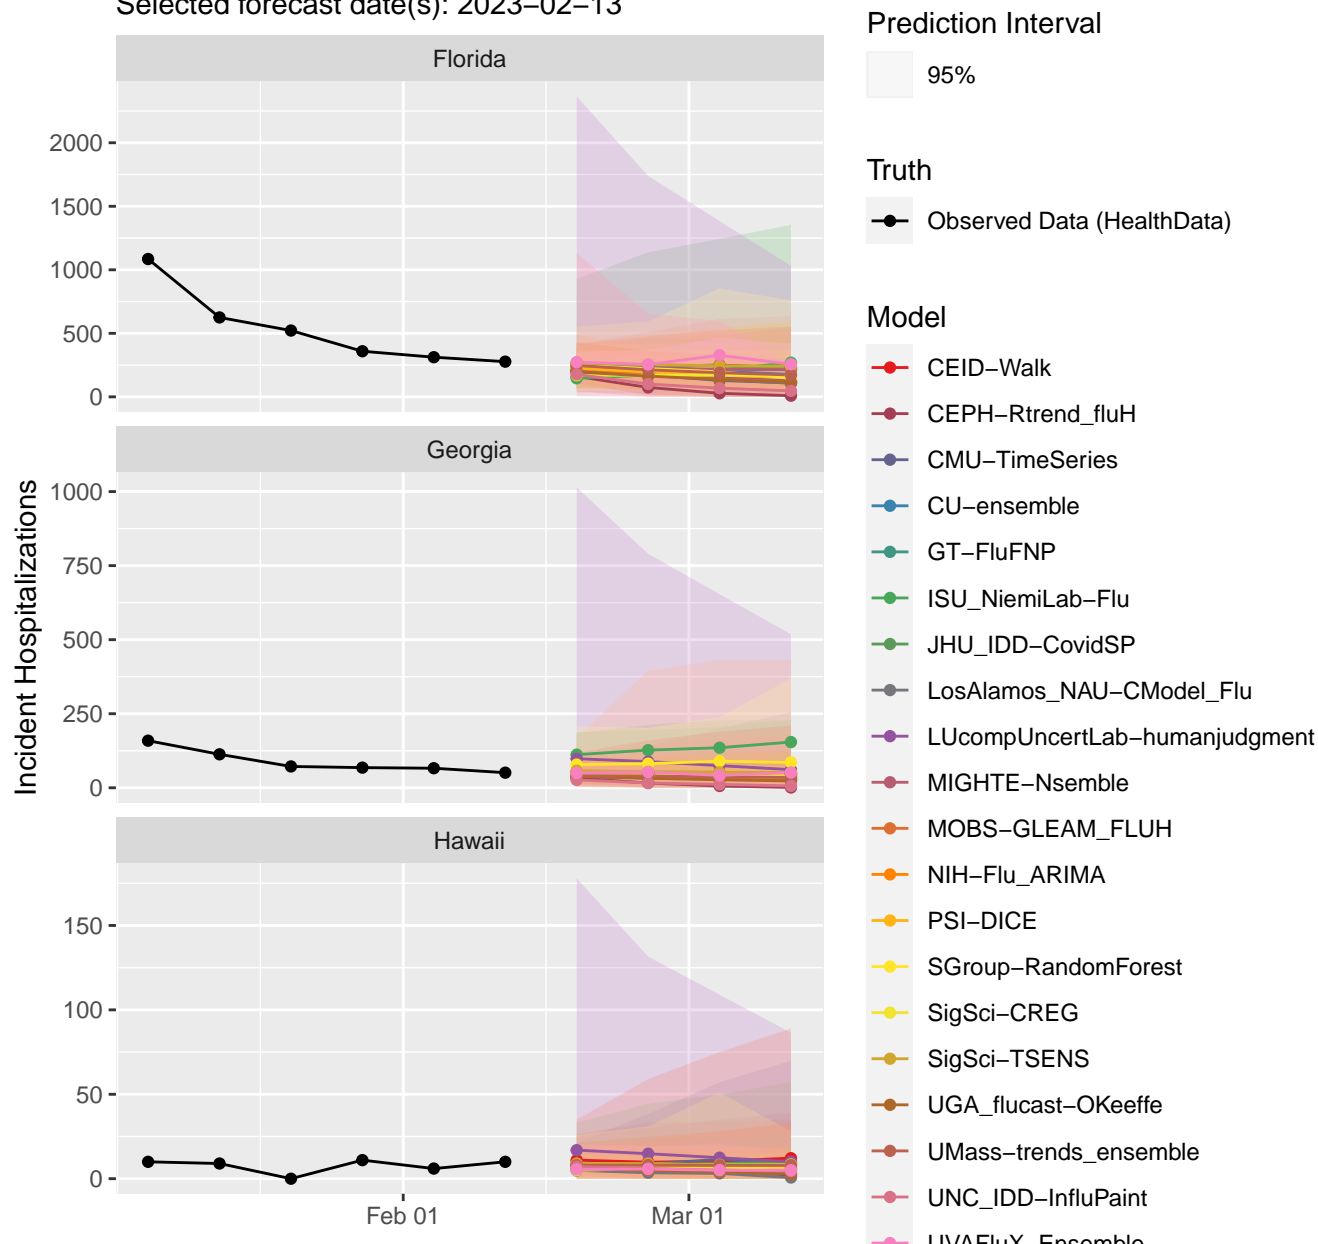 Selected forecast date(s): 2023−02−13
Florida
2000
1500
1000
500
0
Georgia
1000
750
500
250
0
Hawaii
150
100
50
0
Feb 01
Mar 01
Incident Hospitalizations
Prediction Interval
95%
Truth
Observed Data (HealthData)
Model
CEID−Walk
CEPH−Rtrend_fluH
CMU−TimeSeries
CU−ensemble
GT−FluFNP
ISU_NiemiLab−Flu
JHU_IDD−CovidSP
LosAlamos_NAU−CModel_Flu
LUcompUncertLab−humanjudgment
MIGHTE−Nsemble
MOBS−GLEAM_FLUH
NIH−Flu_ARIMA
PSI−DICE
SGroup−RandomForest
SigSci−CREG
SigSci−TSENS
UGA_flucast−OKeeffe
UMass−trends_ensemble
UNC_IDD−InfluPaint
UVAFluX−Ensemble